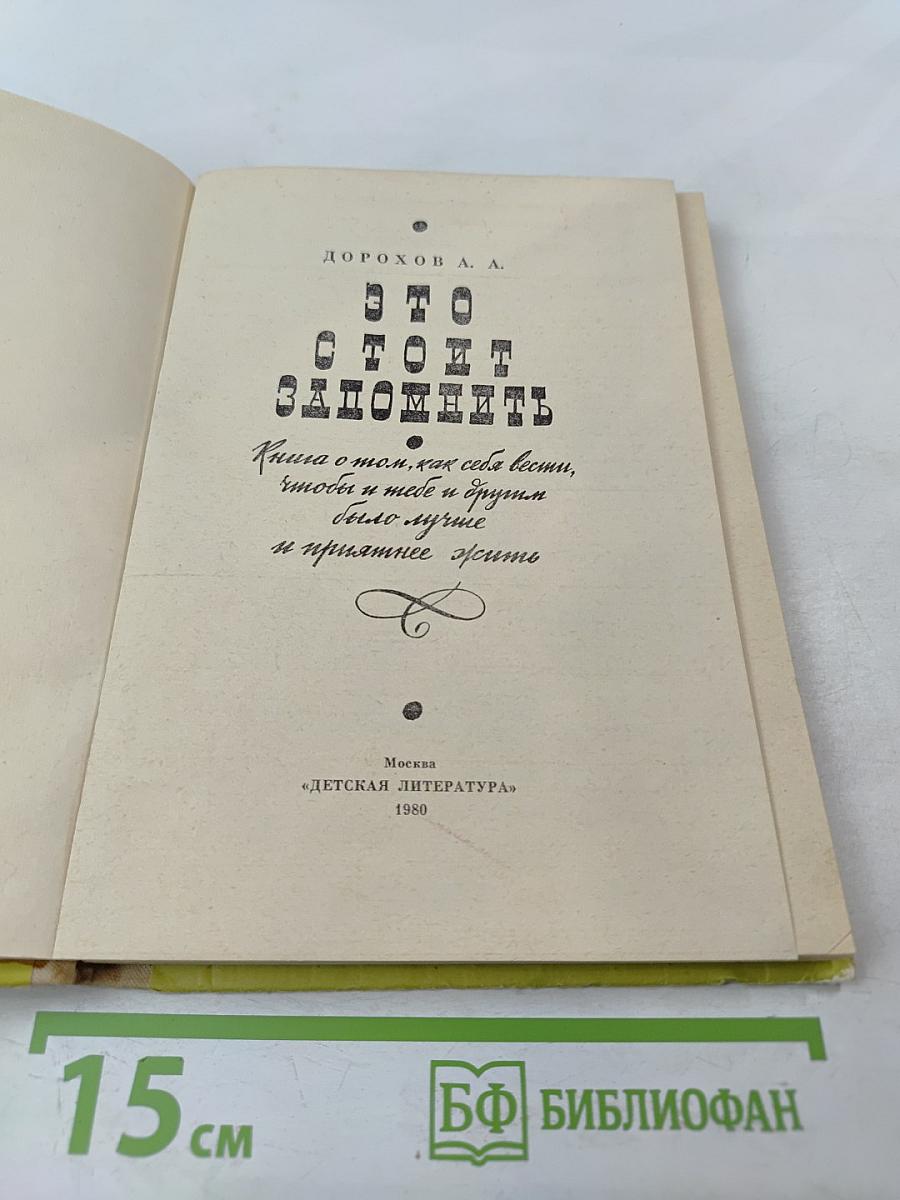 ДОРОХОВ А. А.
ЭТО
СТОИТ
ЗАПОМНИТЬ
Книга о том, как себя вести,
чтобы и тебе и другим
было лучше
и приятнее жить
Москва
«ДЕТСКАЯ ЛИТЕРАТУРА»
1980
15 см
БФ БИБЛИОФАН